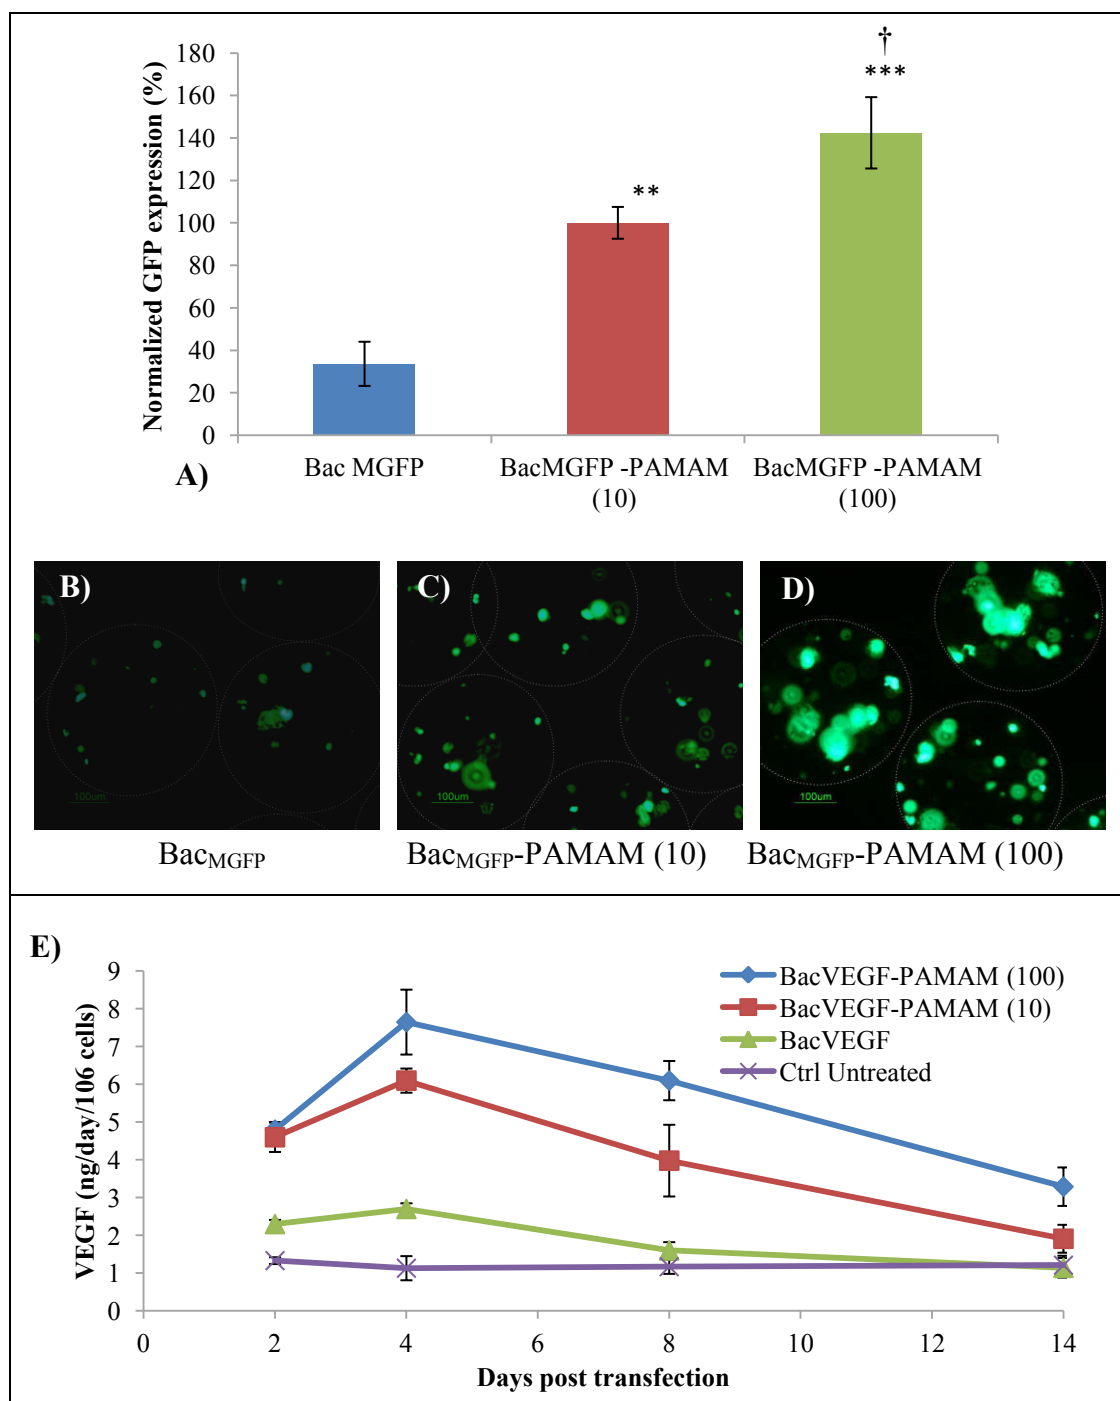 180
160
140
120
100
80
60
40
20
0
Normalized GFP expression (%)
**
†
***
Bac MGFP
BacMGFP -PAMAM
(10)
BacMGFP -PAMAM
(100)
A)
B)
100um
C)
100um
D)
100um
Bac_MGFP
Bac_MGFP-PAMAM (10)
Bac_MGFP-PAMAM (100)
E)
9
8
7
6
5
4
3
2
1
0
VEGF (ng/day/106 cells)
BacVEGF-PAMAM (100)
BacVEGF-PAMAM (10)
BacVEGF
Ctrl Untreated
0 2 4 6 8 10 12 14
Days post transfection